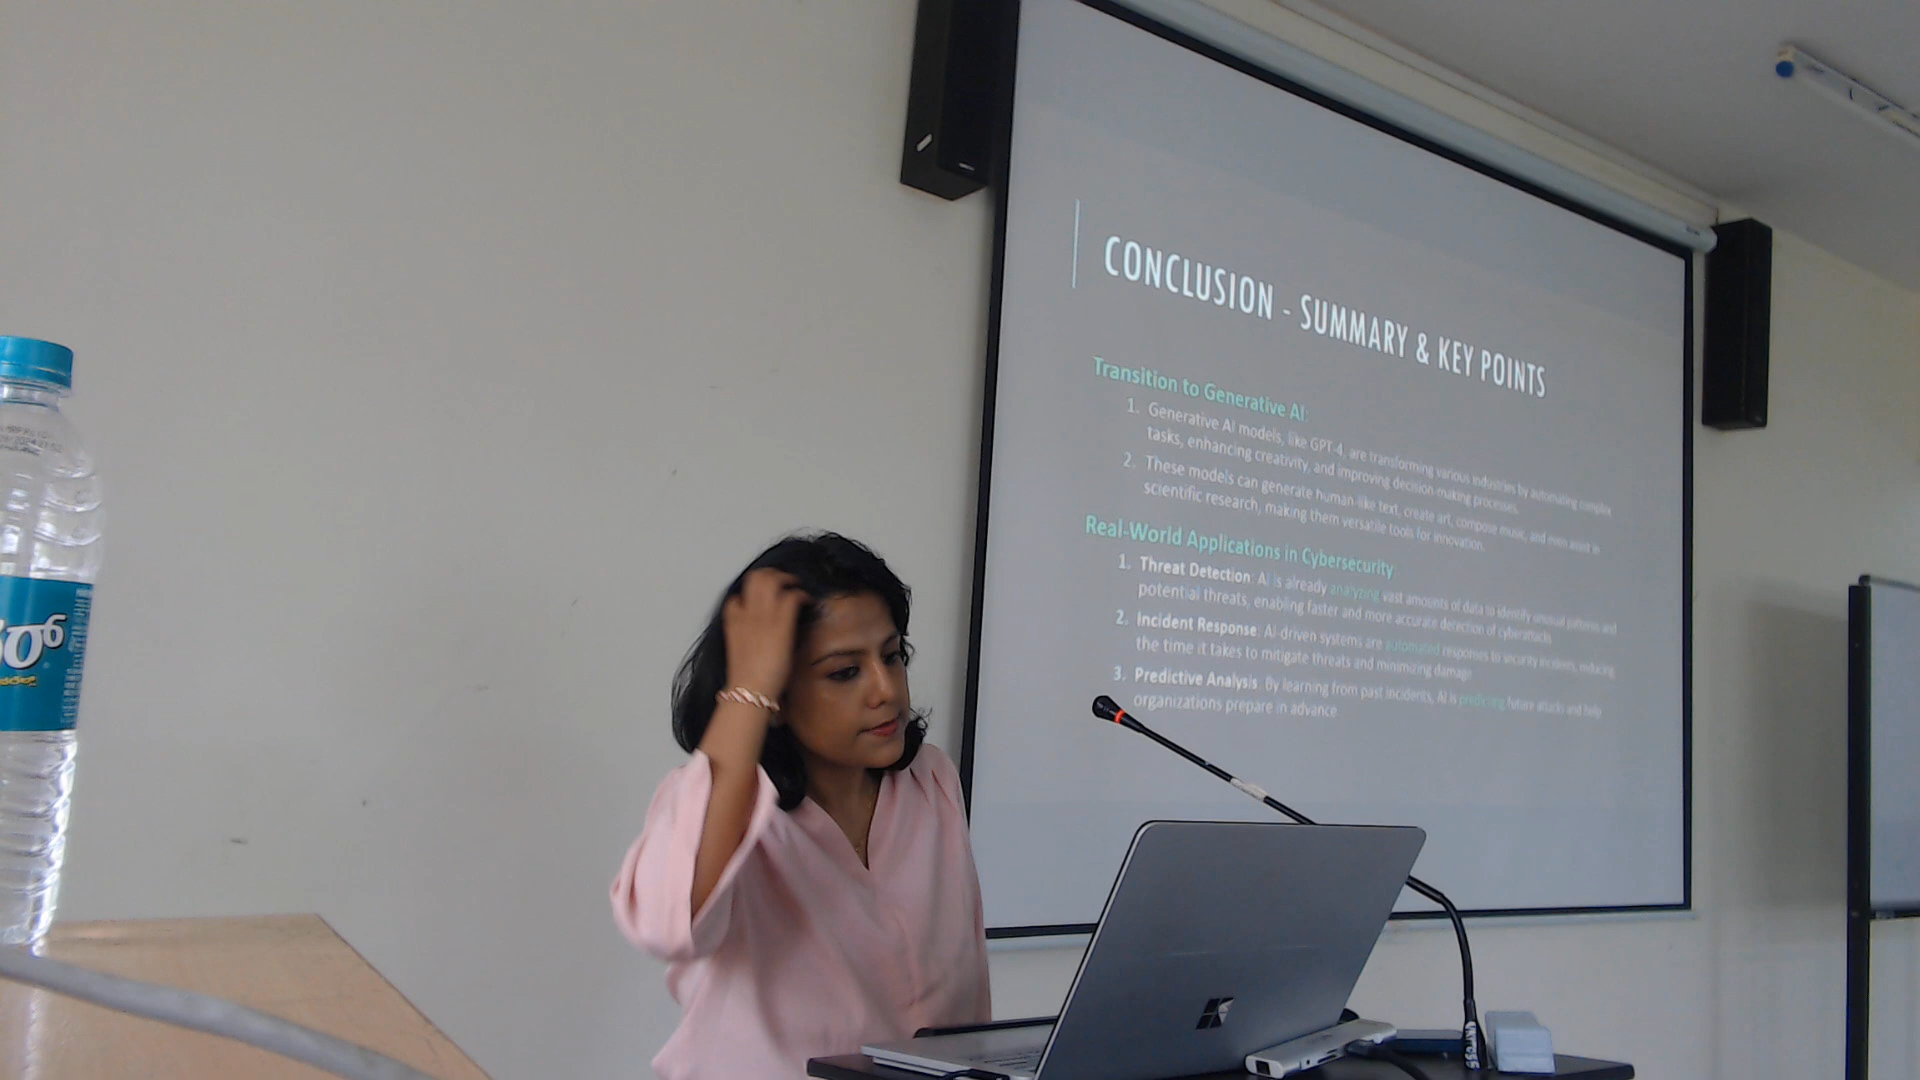 CONCLUSION - SUMMARY & KEY POINTS
Transition to Generative AI:
1. Generative AI models, like GPT-4, are transforming various industries by automating complex
tasks, enhancing creativity, and improving decision-making processes.
2. These models can generate human-like text, create art, compose music, and even assist in
scientific research, making them versatile tools for innovation.
Real-World Applications in Cybersecurity:
1. Threat Detection: AI is already analyzing vast amounts of data to identify unusual patterns and
potential threats, enabling faster and more accurate detection of cyberattacks
2. Incident Response: AI-driven systems are automated responses to security incidents, reducing
the time it takes to mitigate threats and minimizing damage
3. Predictive Analysis: By learning from past incidents, AI is predicting future attacks and help
organizations prepare in advance